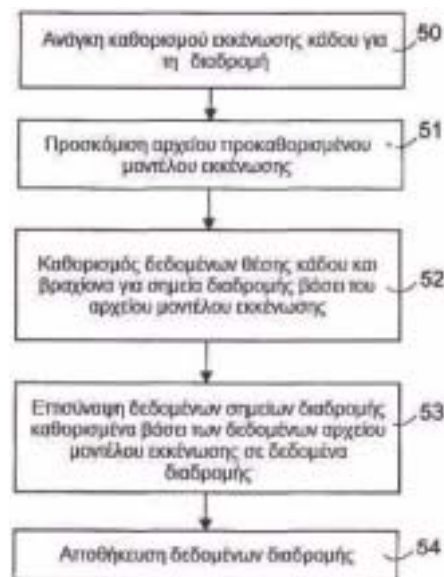 50
Ανάγκη καθορισμού εκκένωσης κάδου για
τη διαδρομή
51
Προσκόμιση αρχείου προκαθορισμένου
μοντέλου εκκένωσης
52
Καθορισμός δεδομένων θέσης κάδου και
βραχίονα για σημεία διαδρομής βάσει του
αρχείου μοντέλου εκκένωσης
53
Επισύναψη δεδομένων σημείων διαδρομής
καθορισμένα βάσει των δεδομένων αρχείου
μοντέλου εκκένωσης σε δεδομένα
διαδρομής
54
Αποθήκευση δεδομένων διαδρομής